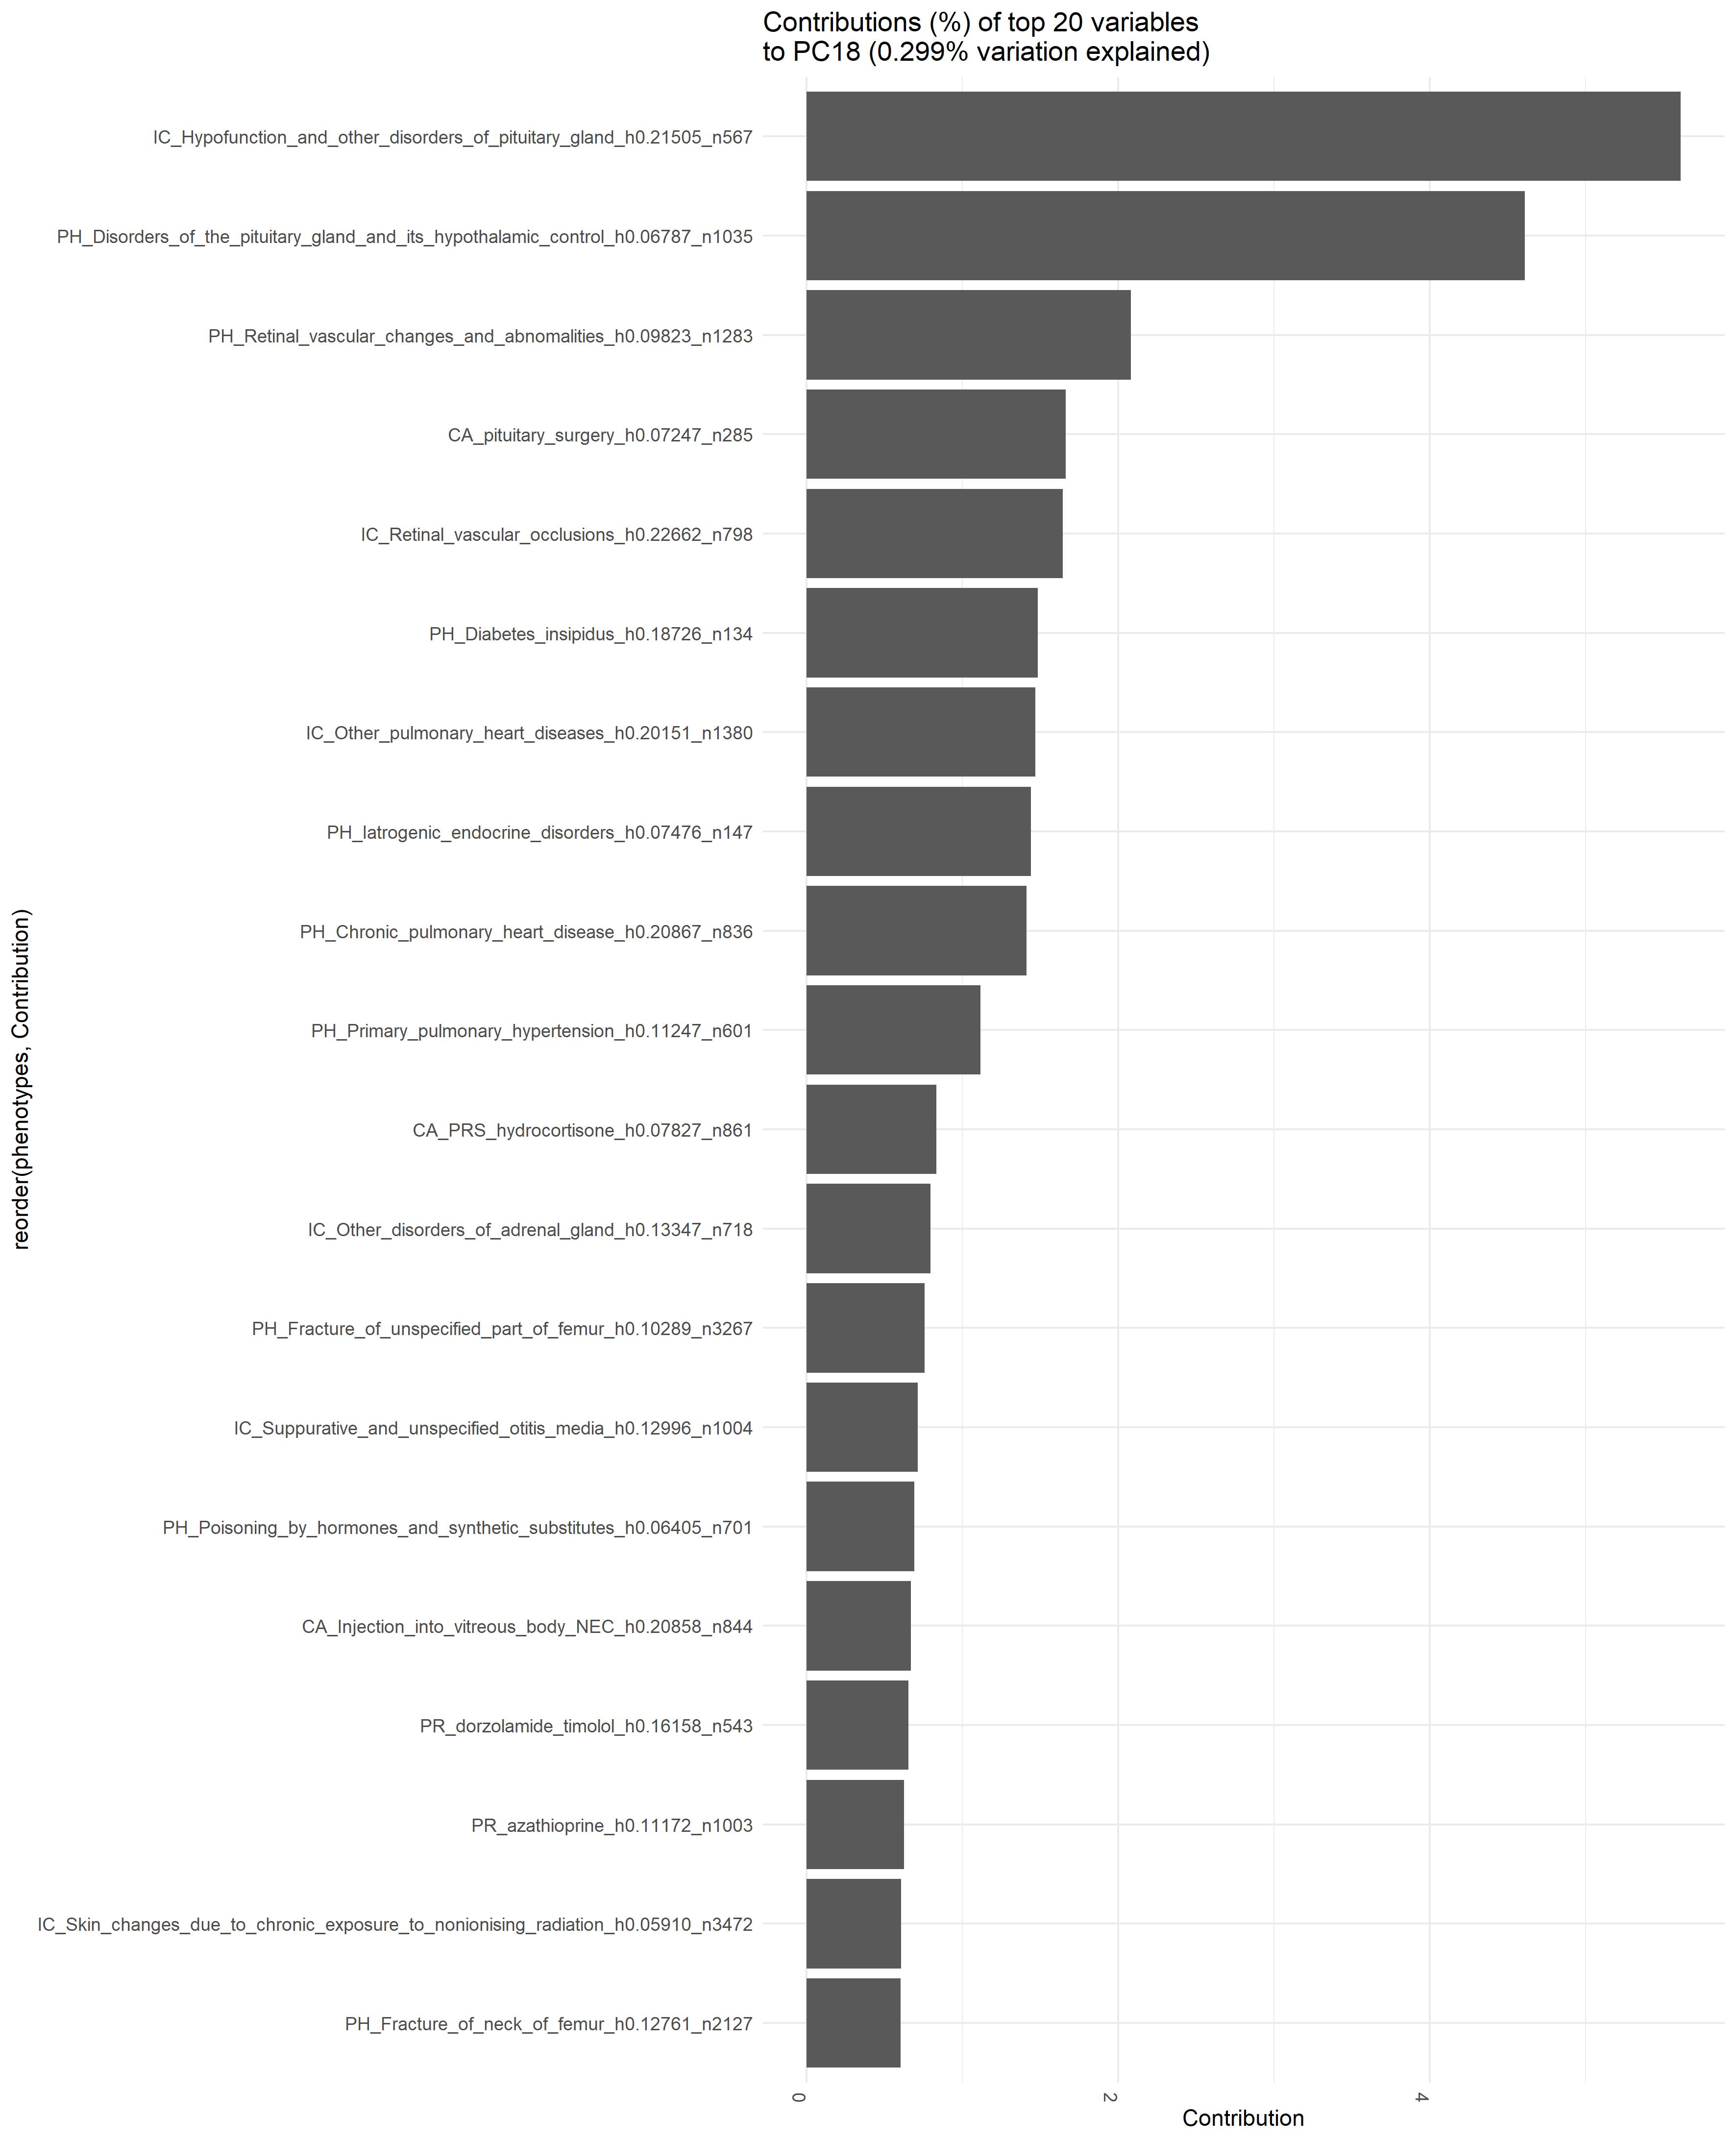 Contributions (%) of top 20 variables
to PC18 (0.299% variation explained)
IC_Hypofunction_and_other_disorders_of_pituitary_gland_h0.21505_n567
PH_Disorders_of_the_pituitary_gland_and_its_hypothalamic_control_h0.06787_n1035
PH_Retinal_vascular_changes_and_abnomalities_h0.09823_n1283
CA_pituitary_surgery_h0.07247_n285
IC_Retinal_vascular_occlusions_h0.22662_n798
PH_Diabetes_insipidus_h0.18726_n134
IC_Other_pulmonary_heart_diseases_h0.20151_n1380
PH_Iatrogenic_endocrine_disorders_h0.07476_n147
PH_Chronic_pulmonary_heart_disease_h0.20867_n836
PH_Primary_pulmonary_hypertension_h0.11247_n601
CA_PRS_hydrocortisone_h0.07827_n861
IC_Other_disorders_of_adrenal_gland_h0.13347_n718
PH_Fracture_of_unspecified_part_of_femur_h0.10289_n3267
IC_Suppurative_and_unspecified_otitis_media_h0.12996_n1004
PH_Poisoning_by_hormones_and_synthetic_substitutes_h0.06405_n701
CA_Injection_into_vitreous_body_NEC_h0.20858_n844
PR_dorzolamide_timolol_h0.16158_n543
PR_azathioprine_h0.11172_n1003
IC_Skin_changes_due_to_chronic_exposure_to_nonionising_radiation_h0.05910_n3472
PH_Fracture_of_neck_of_femur_h0.12761_n2127
reorder(phenotypes, Contribution)
0
2
4
Contribution